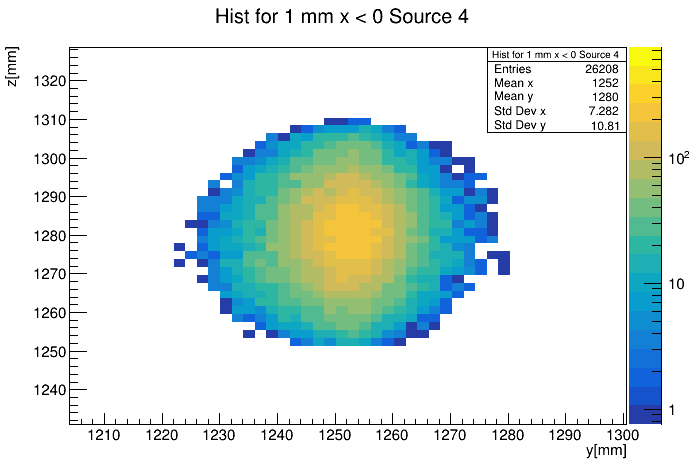 Hist for 1 mm x < 0 Source 4
z[mm]
Hist for 1 mm x < 0 Source 4
Entries 26208
Mean x 1252
Mean y 1280
Std Dev x 7.282
Std Dev y 10.81
1320
1310
1300
1290
1280
1270
1260
1250
1240
10²
10
1
1210 1220 1230 1240 1250 1260 1270 1280 1290 1300
y[mm]